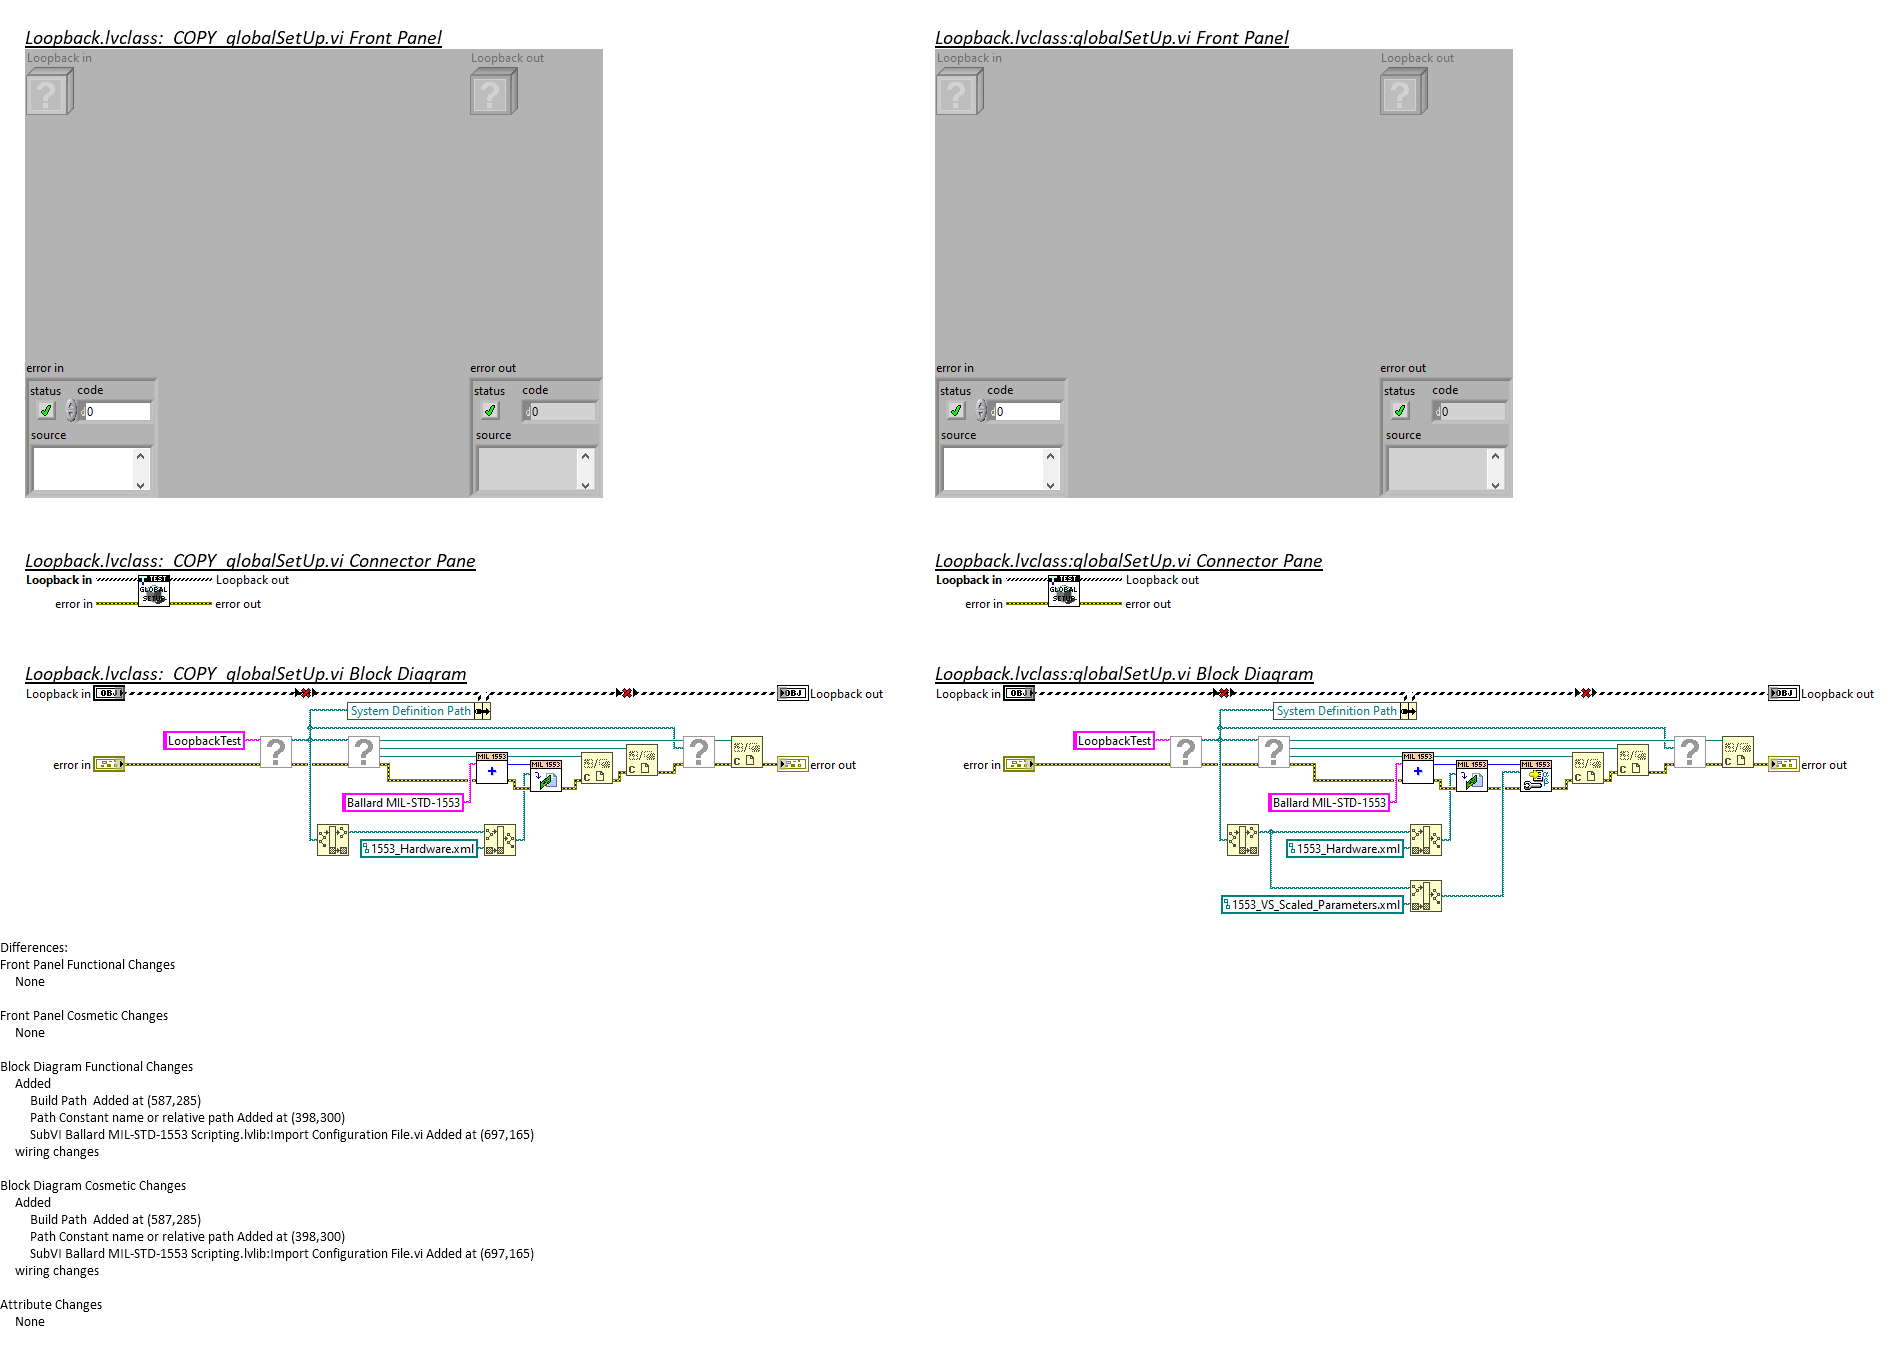 Loopback.lvclass:_COPY_globalSetUp.vi Front Panel
Loopback in
Loopback out
error in
status
code
d 0
source
error out
status
code
d 0
source
Loopback.lvclass:globalSetUp.vi Front Panel
Loopback in
Loopback out
error in
status
code
d 0
source
error out
status
code
d 0
source
Loopback.lvclass:_COPY_globalSetUp.vi Connector Pane
Loopback in
TEST
GLOBAL
SETUP
Loopback out
error in
error out
Loopback.lvclass:globalSetUp.vi Connector Pane
Loopback in
TEST
GLOBAL
SETUP
Loopback out
error in
error out
Loopback.lvclass:_COPY_globalSetUp.vi Block Diagram
Loopback in
OBJ
OBJ
Loopback out
System Definition Path
LoopbackTest
?
?
MIL 1553
MIL 1553
?
error in
error out
Ballard MIL-STD-1553
1553_Hardware.xml
Loopback.lvclass:globalSetUp.vi Block Diagram
Loopback in
OBJ
OBJ
Loopback out
System Definition Path
LoopbackTest
?
?
MIL 1553
MIL 1553
MIL 1553
?
error in
error out
Ballard MIL-STD-1553
1553_Hardware.xml
1553_VS_Scaled_Parameters.xml
Differences:
Front Panel Functional Changes
None
Front Panel Cosmetic Changes
None
Block Diagram Functional Changes
Added
Build Path  Added at (587,285)
Path Constant name or relative path Added at (398,300)
SubVI Ballard MIL-STD-1553 Scripting.lvlib:Import Configuration File.vi Added at (697,165)
wiring changes
Block Diagram Cosmetic Changes
Added
Build Path  Added at (587,285)
Path Constant name or relative path Added at (398,300)
SubVI Ballard MIL-STD-1553 Scripting.lvlib:Import Configuration File.vi Added at (697,165)
wiring changes
Attribute Changes
None